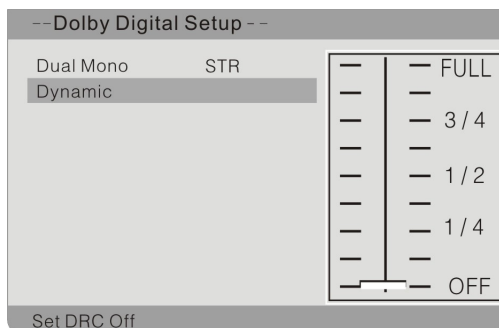 --Dolby Digital Setup--
Dual Mono STR
Dynamic
FULL
3/4
1/2
1/4
OFF
Set DRC Off